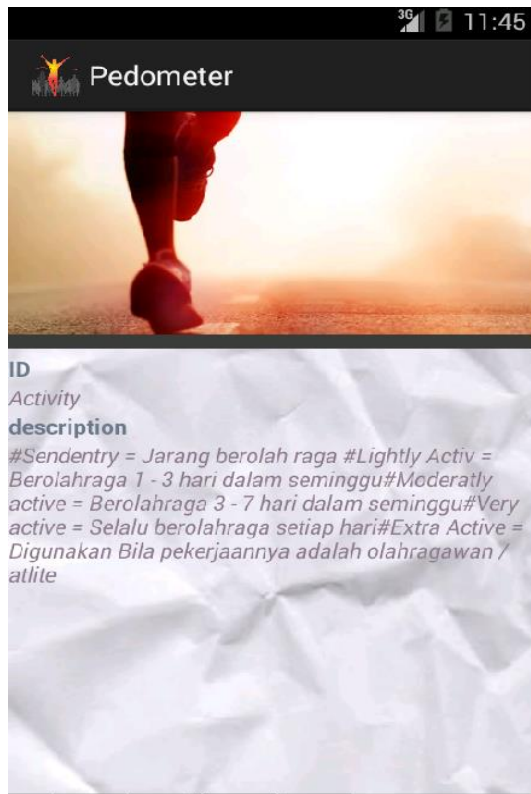 3G 11:45
Pedometer
ID
Activity
description
#Sendentry = Jarang berolah raga #Lightly Activ =
Berolahraga 1 - 3 hari dalam seminggu#Moderatly
active = Berolahraga 3 - 7 hari dalam seminggu#Very
active = Selalu berolahraga setiap hari#Extra Active =
Digunakan Bila pekerjaannya adalah olahragawan /
atlite